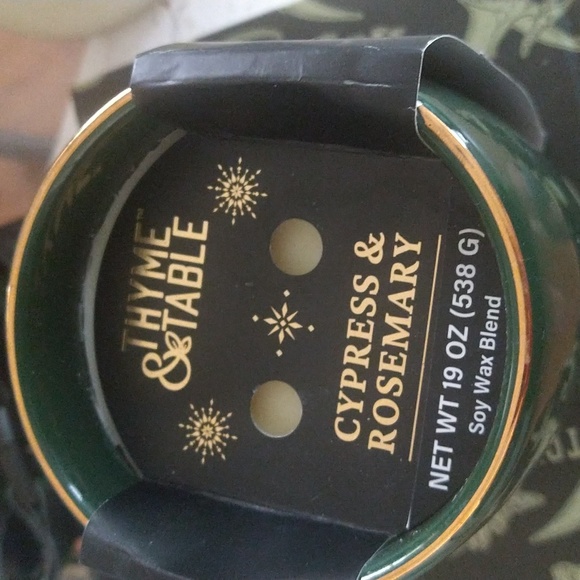 THYME™
&TABLE
CYPRESS &
ROSEMARY
NET WT 19 OZ (538 G)
Soy Wax Blend